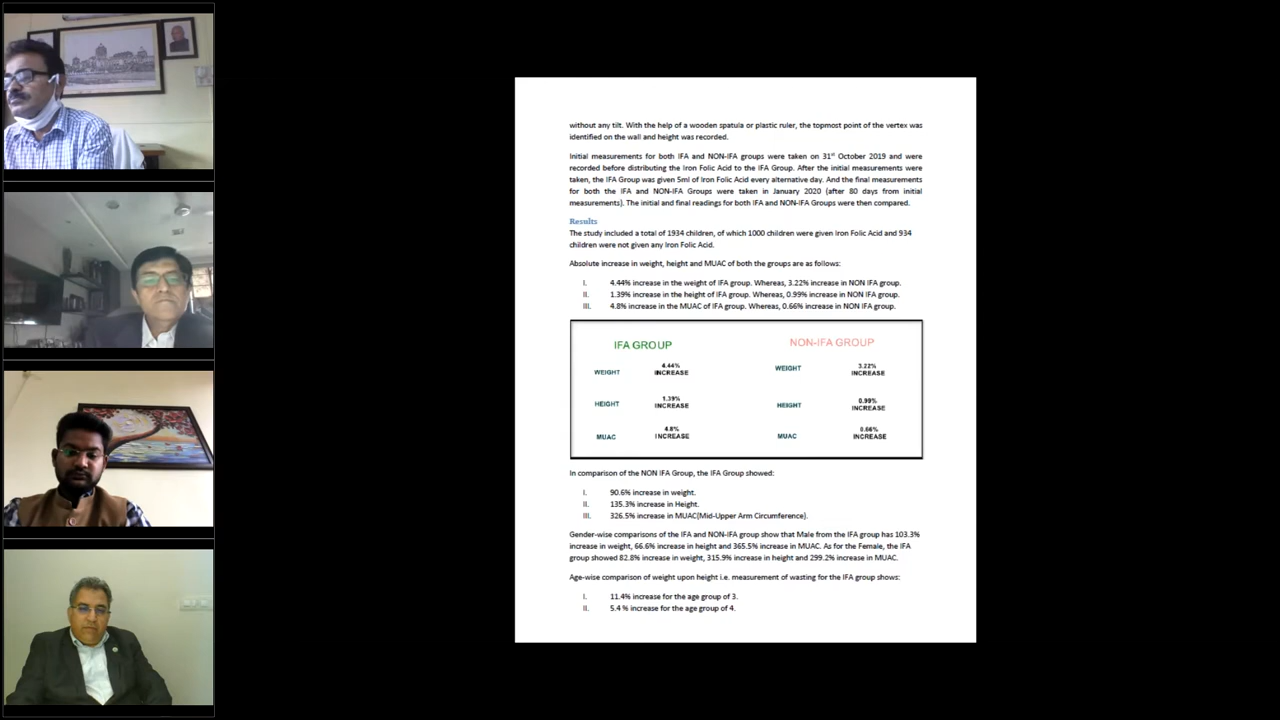 without any tilt. With the help of a wooden spatula or plastic ruler, the topmost point of the vertex was
identified on the wall and height was recorded.
Initial measurements for both IFA and NON-IFA groups were taken on 31st October 2019 and were
recorded before distributing the Iron Folic Acid to the IFA Group. After the initial measurements were
taken, the IFA Group was given 5ml of Iron Folic Acid every alternative day. And the final measurements
for both the IFA and NON-IFA Groups were taken in January 2020 (after 80 days from initial
measurements). The initial and final readings for both IFA and NON-IFA Groups were then compared.
Results
The study included a total of 1934 children, of which 1000 children were given Iron Folic Acid and 934
children were not given any Iron Folic Acid.
Absolute increase in weight, height and MUAC of both the groups are as follows:
I. 4.44% increase in the weight of IFA group. Whereas, 3.22% increase in NON IFA group.
II. 1.39% increase in the height of IFA group. Whereas, 0.99% increase in NON IFA group.
III. 4.8% increase in the MUAC of IFA group. Whereas, 0.66% increase in NON IFA group.
IFA GROUP
WEIGHT 4.44% INCREASE
HEIGHT 1.39% INCREASE
MUAC 4.8% INCREASE
NON-IFA GROUP
WEIGHT 3.22% INCREASE
HEIGHT 0.99% INCREASE
MUAC 0.66% INCREASE
In comparison of the NON IFA Group, the IFA Group showed:
I. 90.6% increase in weight.
II. 135.3% increase in Height.
III. 326.5% increase in MUAC(Mid-Upper Arm Circumference).
Gender-wise comparisons of the IFA and NON-IFA group show that Male from the IFA group has 103.3%
increase in weight, 66.6% increase in height and 365.5% increase in MUAC. As for the Female, the IFA
group showed 82.8% increase in weight, 315.9% increase in height and 299.2% increase in MUAC.
Age-wise comparison of weight upon height i.e. measurement of wasting for the IFA group shows:
I. 11.4% increase for the age group of 3.
II. 5.4 % increase for the age group of 4.